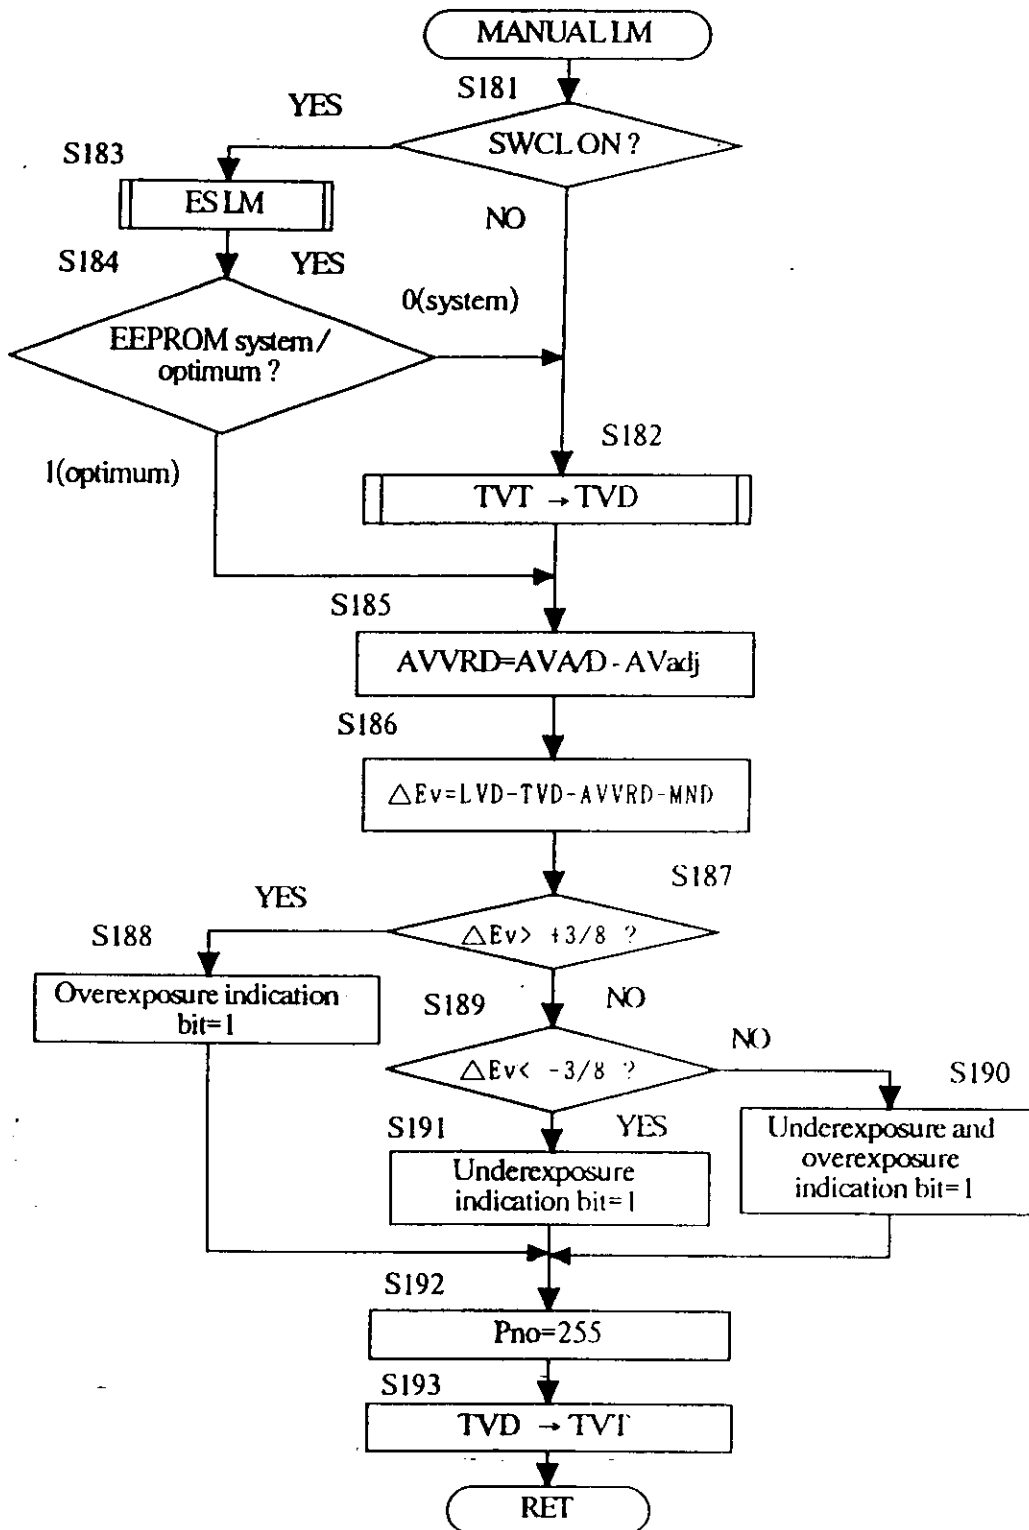 MANUAL LM
S181
YES
SWCL ON ?
S183
ES LM
NO
S184
YES
0(system)
EEPROM system /
optimum ?
S182
1(optimum)
TVT → TVD
S185
AVVRD=AVA/D - AVadj
S186
△Ev=LVD-TVD-AVVRD-MND
S187
YES
△Ev> +3/8 ?
S188
Overexposure indication
bit=1
NO
S189
△Ev< -3/8 ?
NO
S190
Underexposure and
overexposure
indication bit=1
S191
YES
Underexposure
indication bit=1
S192
Pno=255
S193
TVD → TVT
RET